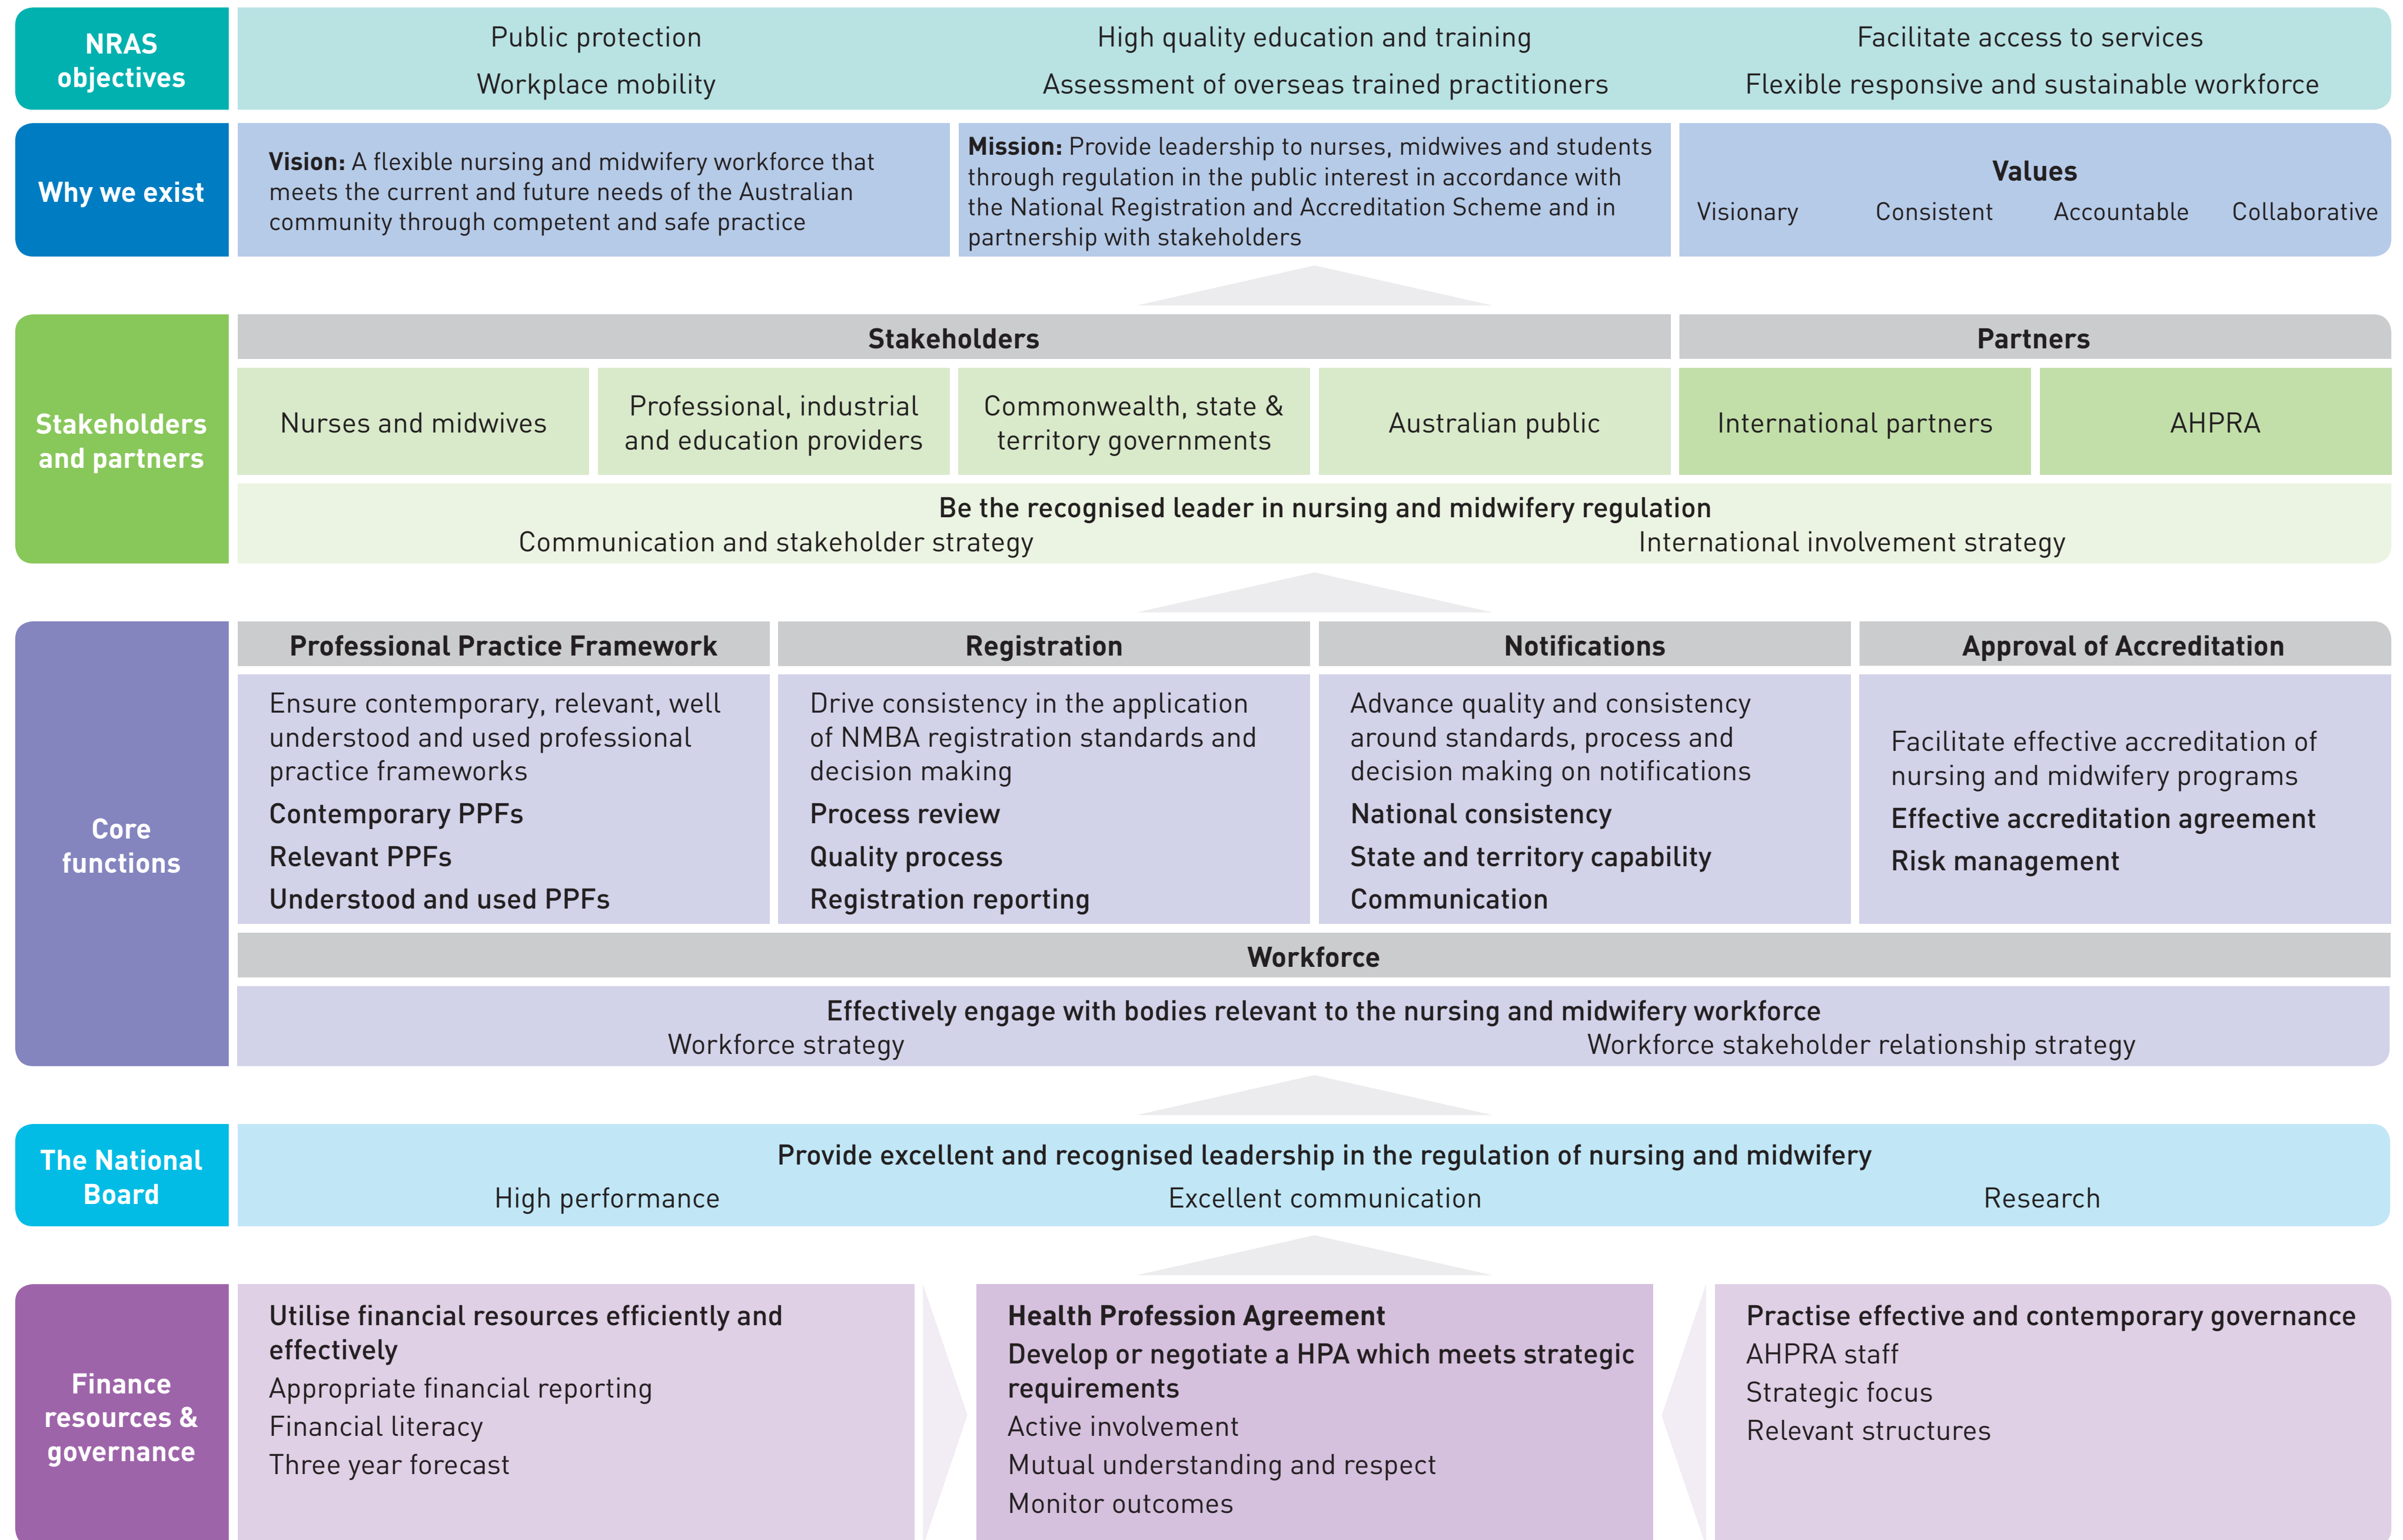 NRAS
objectives
Public protection
High quality education and training
Facilitate access to services
Workplace mobility
Assessment of overseas trained practitioners
Flexible responsive and sustainable workforce
Why we exist
Vision: A flexible nursing and midwifery workforce that
meets the current and future needs of the Australian
community through competent and safe practice
Mission: Provide leadership to nurses, midwives and students
through regulation in the public interest in accordance with
the National Registration and Accreditation Scheme and in
partnership with stakeholders
Values
Visionary
Consistent
Accountable
Collaborative
Stakeholders
and partners
Stakeholders
Partners
Nurses and midwives
Professional, industrial
and education providers
Commonwealth, state &
territory governments
Australian public
International partners
AHPRA
Be the recognised leader in nursing and midwifery regulation
Communication and stakeholder strategy
International involvement strategy
Core
functions
Professional Practice Framework
Ensure contemporary, relevant, well
understood and used professional
practice frameworks
Contemporary PPFs
Relevant PPFs
Understood and used PPFs
Registration
Drive consistency in the application
of NMBA registration standards and
decision making
Process review
Quality process
Registration reporting
Notifications
Advance quality and consistency
around standards, process and
decision making on notifications
National consistency
State and territory capability
Communication
Approval of Accreditation
Facilitate effective accreditation of
nursing and midwifery programs
Effective accreditation agreement
Risk management
Workforce
Effectively engage with bodies relevant to the nursing and midwifery workforce
Workforce strategy
Workforce stakeholder relationship strategy
The National
Board
Provide excellent and recognised leadership in the regulation of nursing and midwifery
High performance
Excellent communication
Research
Finance
resources &
governance
Utilise financial resources efficiently and
effectively
Appropriate financial reporting
Financial literacy
Three year forecast
Health Profession Agreement
Develop or negotiate a HPA which meets strategic
requirements
Active involvement
Mutual understanding and respect
Monitor outcomes
Practise effective and contemporary governance
AHPRA staff
Strategic focus
Relevant structures